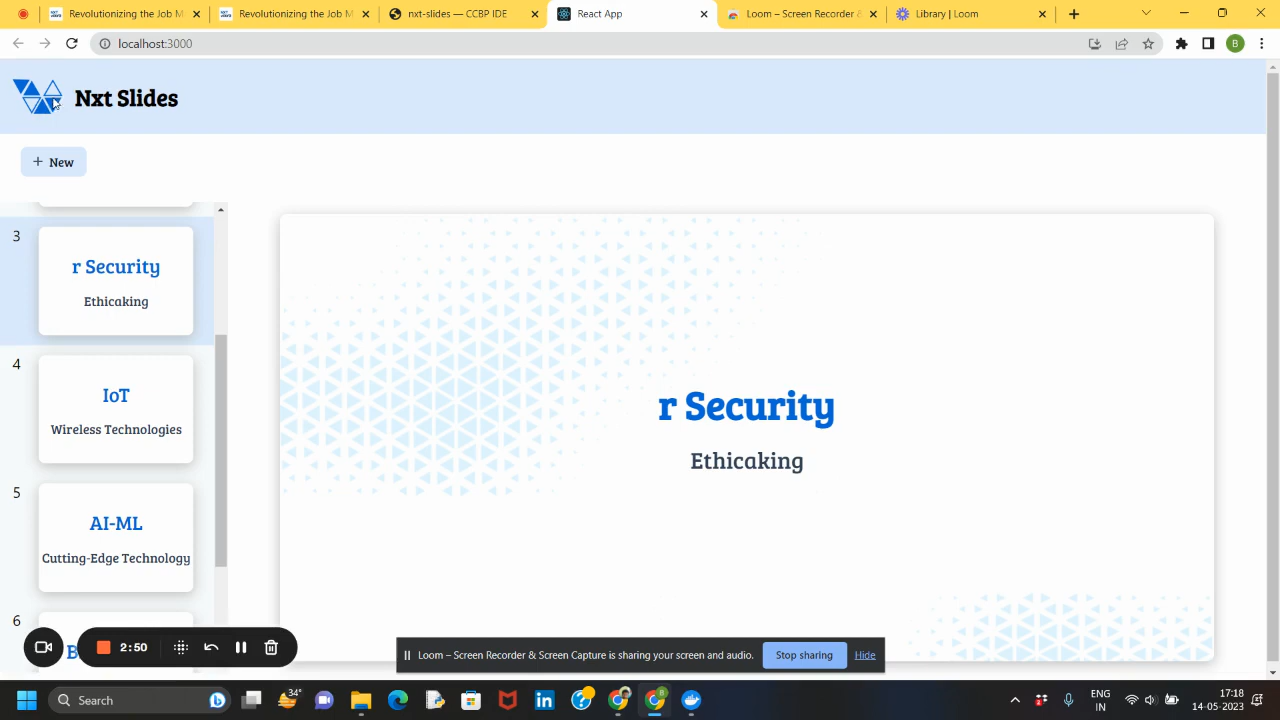 Revolutionizing the Job M
Revolutionizing the Job M
nxt-slides — CCBP IDE
React App
Loom – Screen Recorder &
Library | Loom
localhost:3000
B
Nxt Slides
+ New
3
r Security
Ethicaking
4
IoT
Wireless Technologies
5
AI-ML
Cutting-Edge Technology
6
B
r Security
Ethicaking
2:50
Loom – Screen Recorder & Screen Capture is sharing your screen and audio.
Stop sharing
Hide
Search
34°
ENG
IN
17:18
14-05-2023